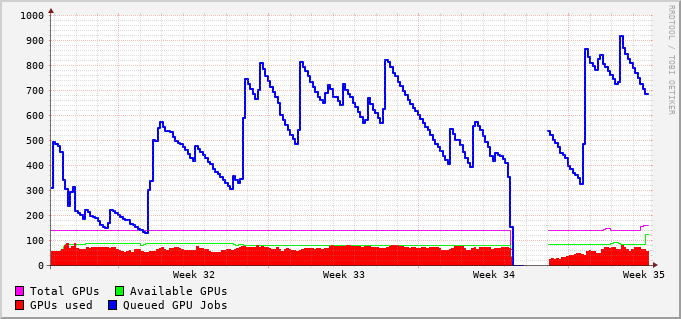 1000
900
800
700
600
500
400
300
200
100
0
Week 32 Week 33 Week 34 Week 35
Total GPUs Available GPUs
GPUs used Queued GPU Jobs
RRDTOOL / TOBI OETIKER